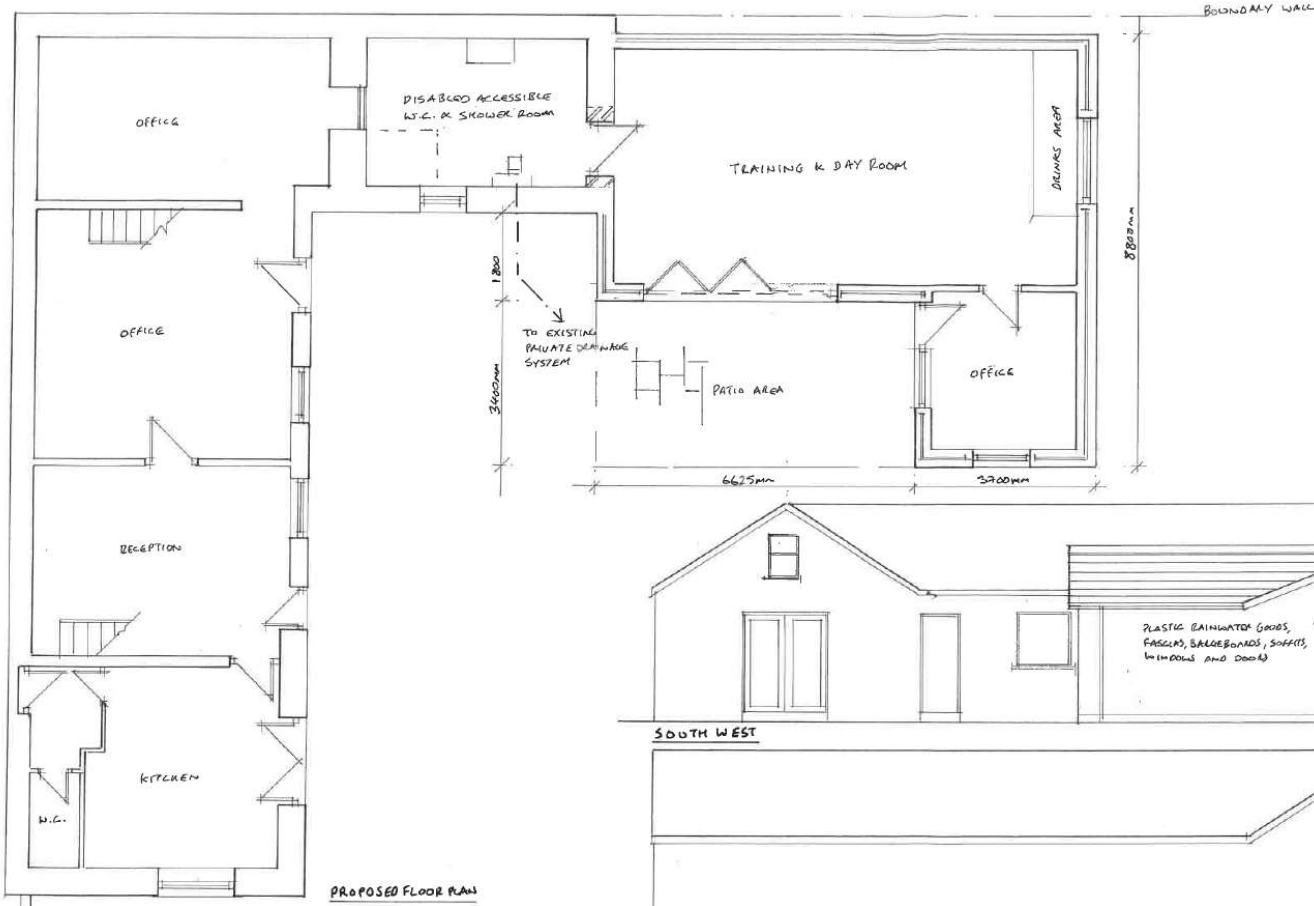 BOUNDARY WALL
OFFICE
DISABLED ACCESSIBLE
W.C. & SHOWER ROOM
TRAINING & DAY ROOM
DRINKS AREA
8800mm
OFFICE
1800
TO EXISTING
PRIVATE DRAINAGE
SYSTEM
3400mm
PATIO AREA
OFFICE
6625mm
3700mm
RECEPTION
PLASTIC RAINWATER GOODS,
FASCIAS, BARGEBOARDS, SOFFITS,
WINDOWS AND DOORS
SOUTH WEST
KITCHEN
W.C.
PROPOSED FLOOR PLAN